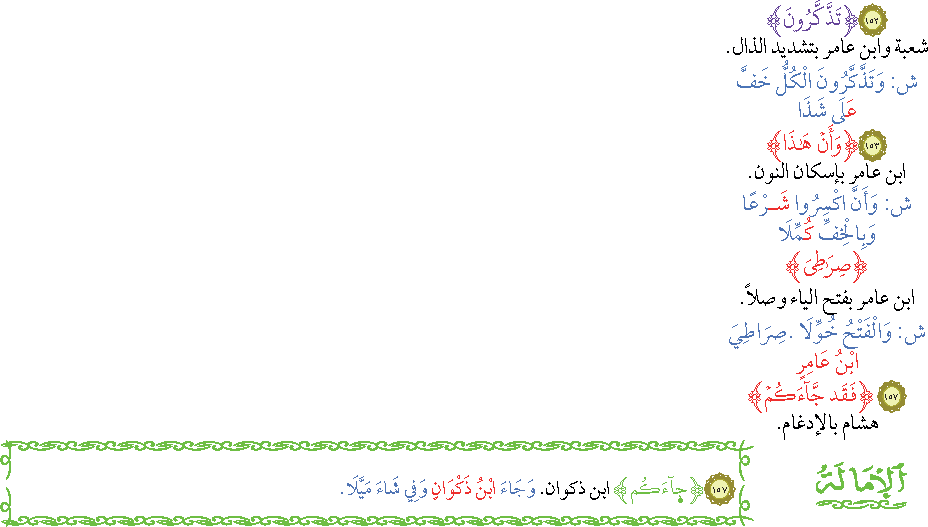 ١٥٢ ﴿تَذَّكَّرُونَ﴾
شعبة وابن عامر بتشديد الذال.
ش: وَتَذَّكَّرُونَ الْكُلُّ خَفَّ
عَلَى شَذَا
١٥٣ ﴿وَأَنْ هَٰذَا﴾
ابن عامر بإسكان النون.
ش: وَأَنَّ اكْسِرُوا شَـرْعًا
وَبِالْخِفِّ كُمِّلَا
﴿صِرَٰطِيَ﴾
ابن عامر بفتح الياء وصلاً.
ش: وَالْفَتْحُ خُوِّلَا .صِرَاطِيَ
ابْنُ عَامِرٍ
١٥٧ ﴿فَقَد جَّآءَكُمْ﴾
هشام بالإدغام.
اَلإِمَالَةُ
١٥٧ ﴿جَآءَكُم﴾ ابن ذكوان. وَجَاءَ ابْنُ ذَكْوَانٍ وَفِي شَاءَ مَيَّلَا.